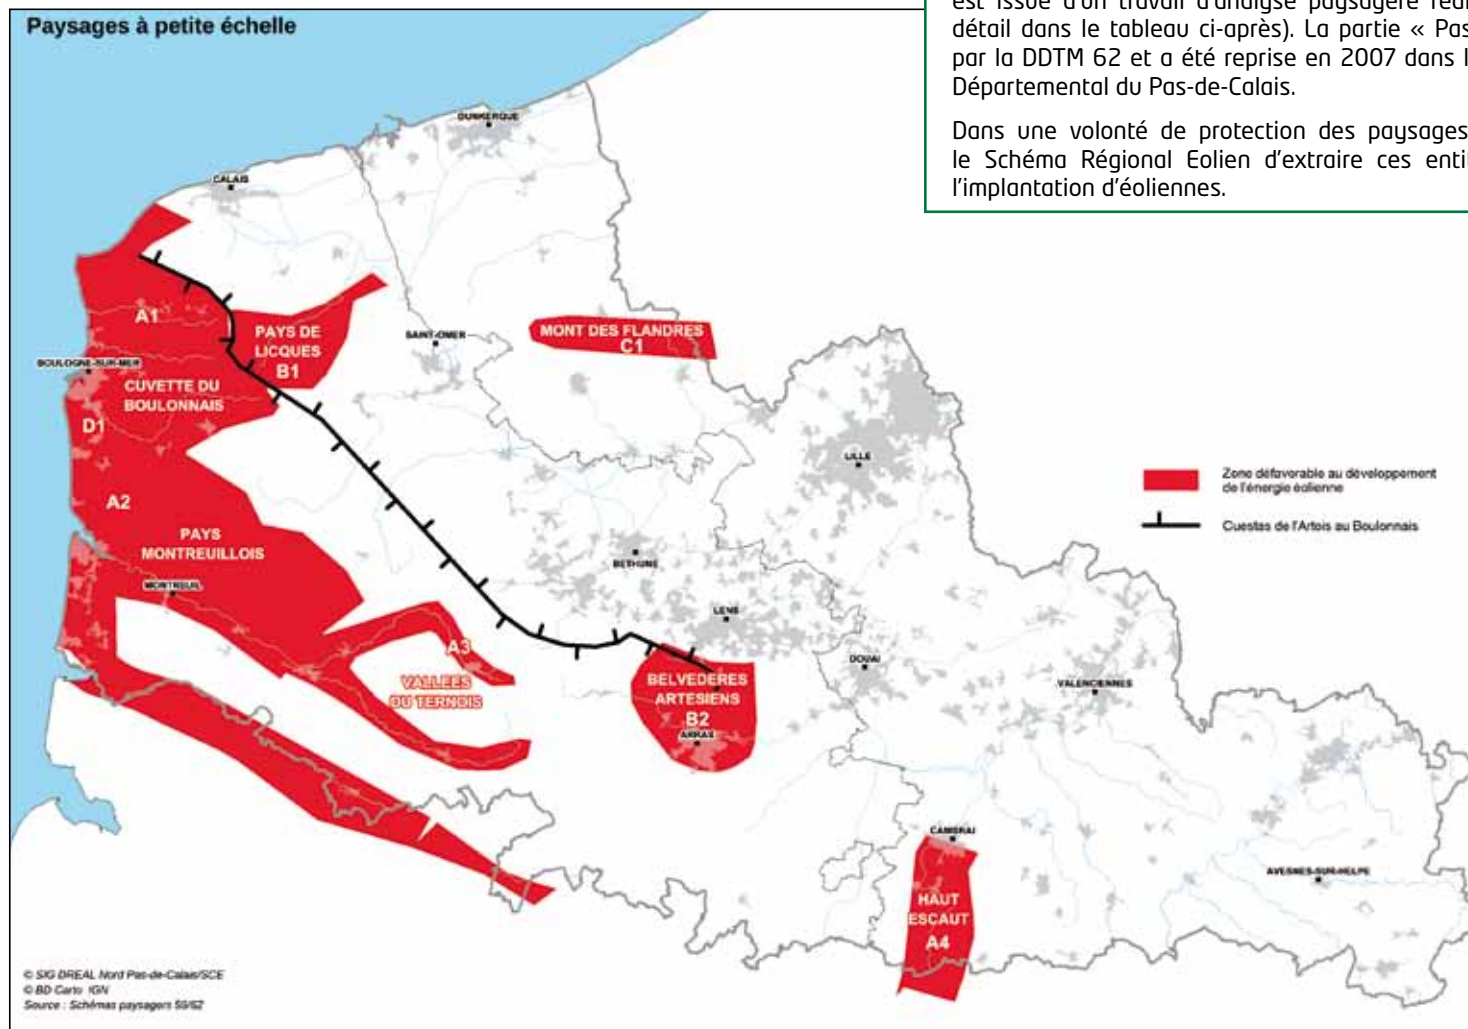 Paysages à petite échelle
est issue d'un travail d'analyse paysagère réal
détail dans le tableau ci-après). La partie « Pas
par la DDTM 62 et a été reprise en 2007 dans l
Départemental du Pas-de-Calais.
Dans une volonté de protection des paysages
le Schéma Régional Eolien d'extraire ces enti
l'implantation d'éoliennes.
DUNKERQUE
CALAIS
A1
PAYS DE
LICQUES
B1
SAINT-OMER
MONT DES FLANDRES
C1
BOULOGNE-SUR-MER
CUVETTE DU
BOULONNAIS
D1
LILLE
A2
PAYS
MONTREUILLOIS
MONTREUIL
BETHUNE
LENS
A3
VALLEES
DU TERNOIS
DOUAI
BELVEDERES
ARTESIENS
B2
ARRAS
VALENCIENNES
CAMBRAI
HAUT
ESCAUT
A4
AVESNES-SUR-HELPE
Zone défavorable au développement
de l'énergie éolienne
Cuestas de l'Artois au Boulonnais
© SIG DREAL Nord Pas-de-Calais/SCE
© BD Carto IGN
Source : Schémas paysagers 59/62